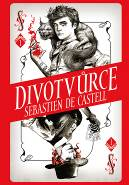 DIVOTVŮRCE
SEBASTIEN DE CASTELL